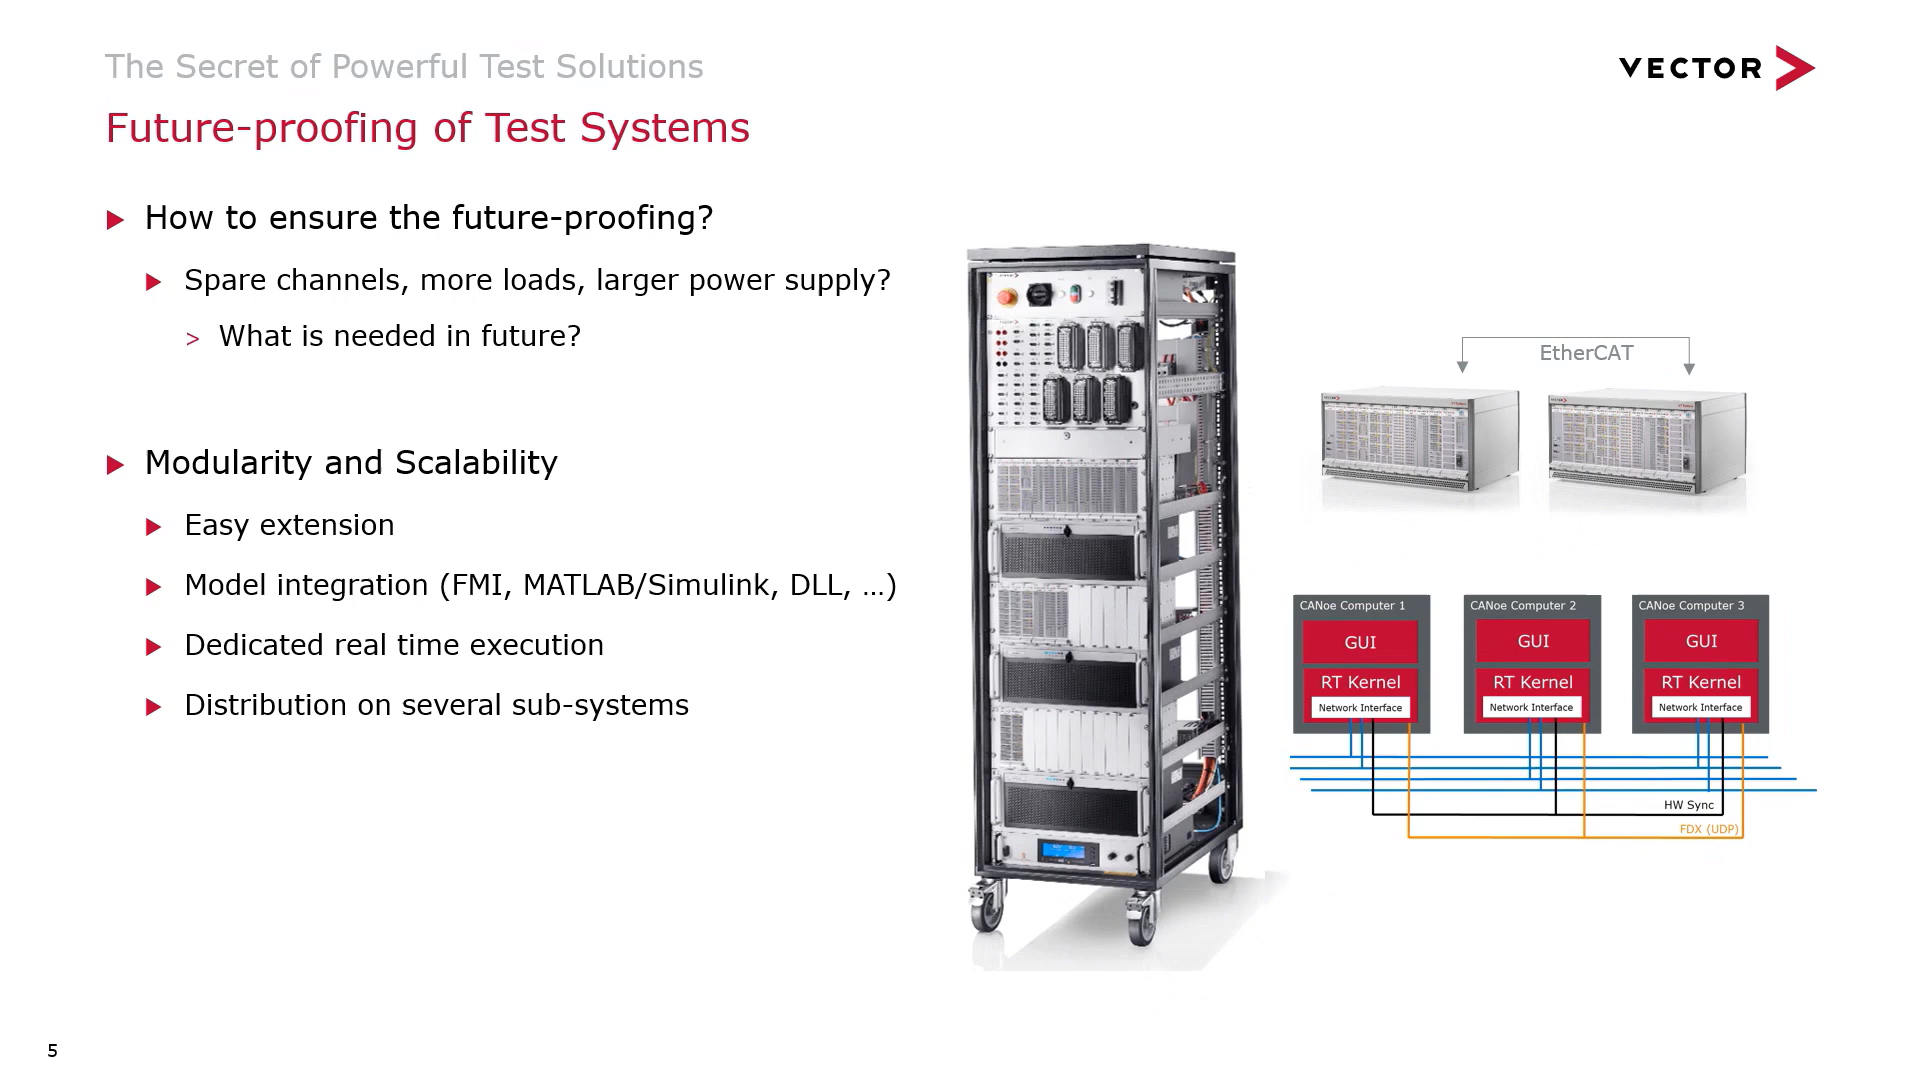 The Secret of Powerful Test Solutions
VECTOR
Future-proofing of Test Systems
How to ensure the future-proofing?
Spare channels, more loads, larger power supply?
> What is needed in future?
Modularity and Scalability
Easy extension
Model integration (FMI, MATLAB/Simulink, DLL, …)
Dedicated real time execution
Distribution on several sub-systems
EtherCAT
VECTOR
VECTOR
CANoe Computer 1
GUI
RT Kernel
Network Interface
CANoe Computer 2
GUI
RT Kernel
Network Interface
CANoe Computer 3
GUI
RT Kernel
Network Interface
HW Sync
FDX (UDP)
5